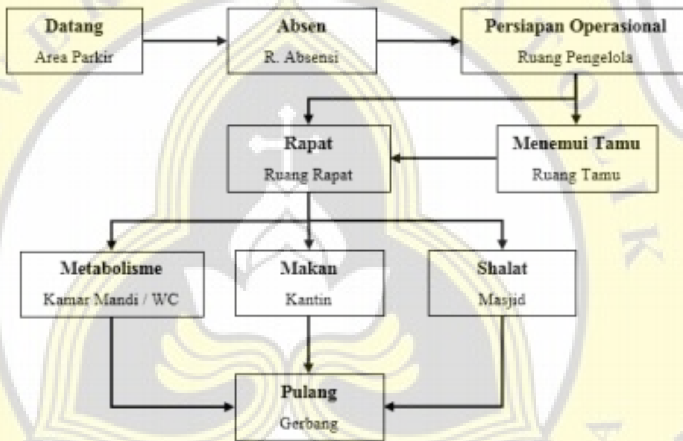 Datang
Area Parkir
Absen
R. Absensi
Persiapan Operasional
Ruang Pengelola
Rapat
Ruang Rapat
Menemui Tamu
Ruang Tamu
Metabolisme
Kamar Mandi / WC
Makan
Kantin
Shalat
Masjid
Pulang
Gerbang